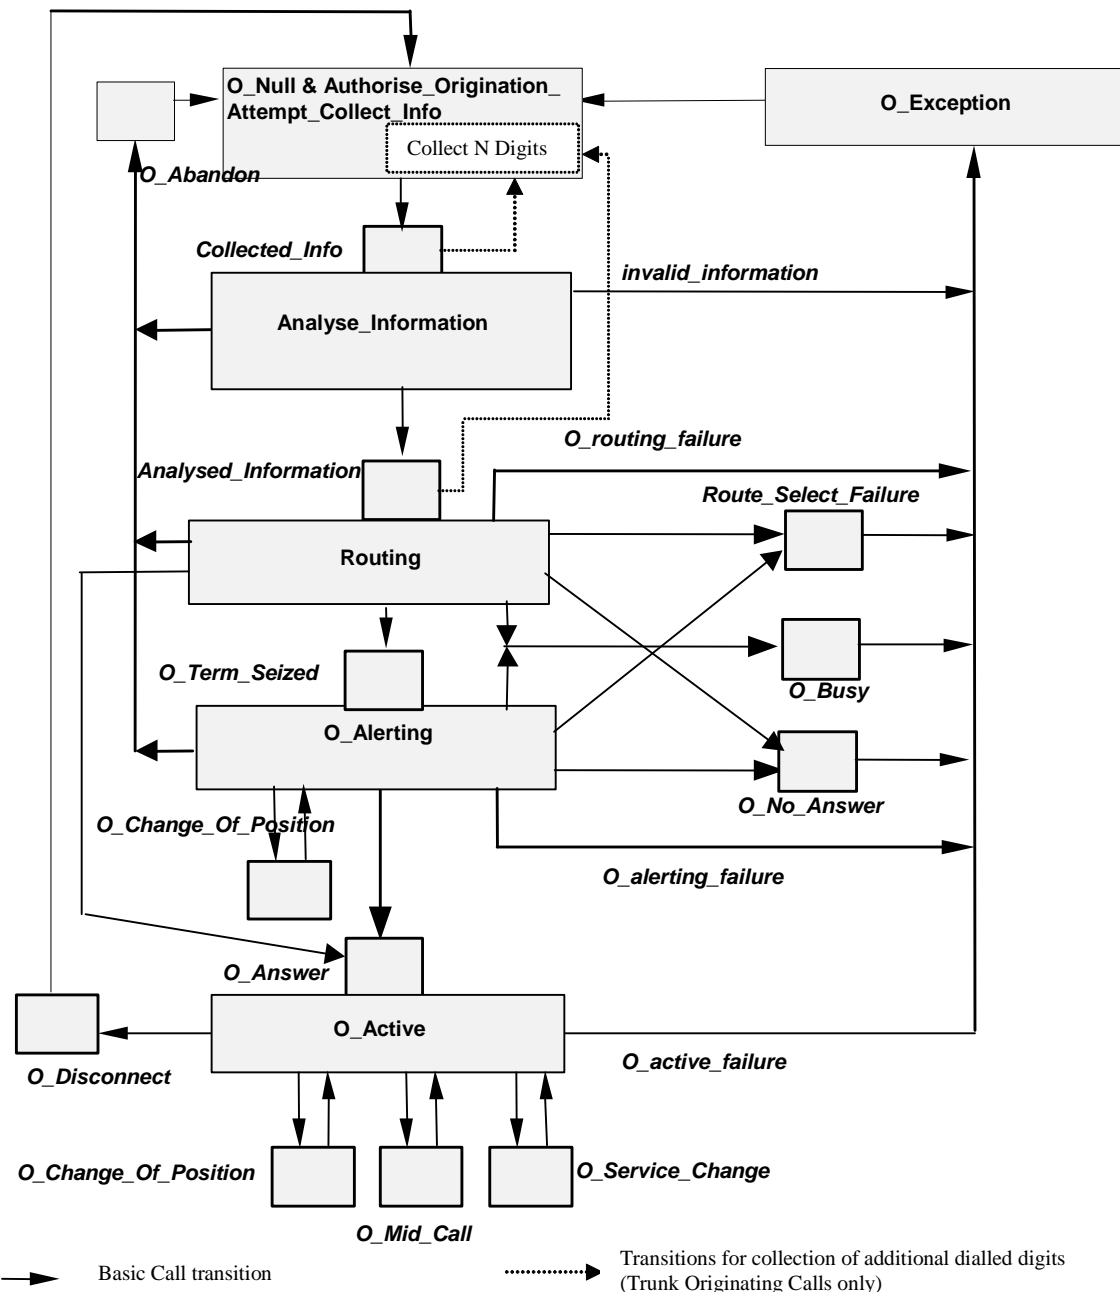 O_Null & Authorise_Origination_
Attempt_Collect_Info
O_Exception
Collect N Digits
O_Abandon
Collected_Info
invalid_information
Analyse_Information
O_routing_failure
Analysed_Information
Route_Select_Failure
Routing
O_Term_Seized
O_Busy
O_Alerting
O_No_Answer
O_Change_Of_Position
O_alerting_failure
O_Answer
O_Active
O_active_failure
O_Disconnect
O_Change_Of_Position
O_Service_Change
O_Mid_Call
Basic Call transition
Transitions for collection of additional dialled digits
(Trunk Originating Calls only)